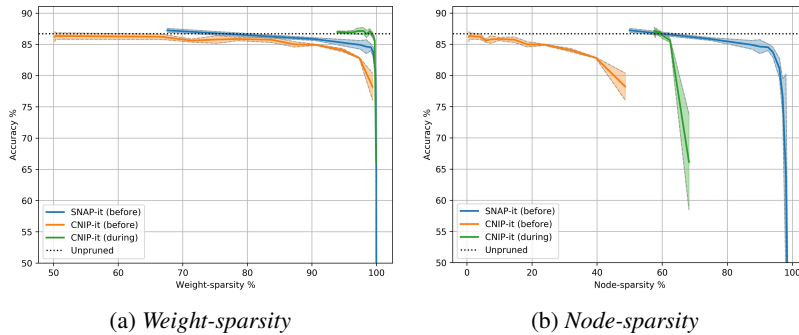 90
85
80
75
70
65
60
55
50
Accuracy %
SNAP-it (before)
CNIP-it (before)
CNIP-it (during)
Unpruned
50
60
70
80
90
100
Weight-sparsity %
(a) Weight-sparsity
90
85
80
75
70
65
60
55
50
Accuracy %
SNAP-it (before)
CNIP-it (before)
CNIP-it (during)
Unpruned
0
20
40
60
80
100
Node-sparsity %
(b) Node-sparsity